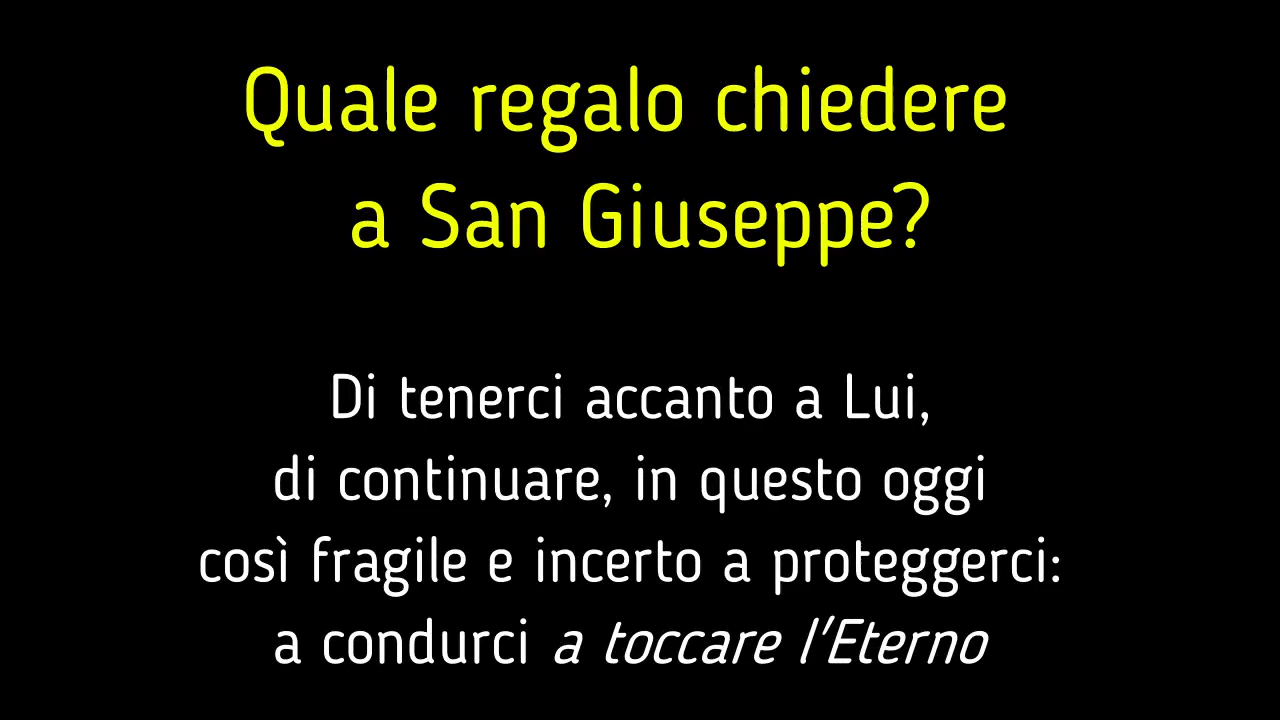 Quale regalo chiedere
a San Giuseppe?
Di tenerci accanto a Lui,
di continuare, in questo oggi
così fragile e incerto a proteggerci:
a condurci a toccare l'Eterno